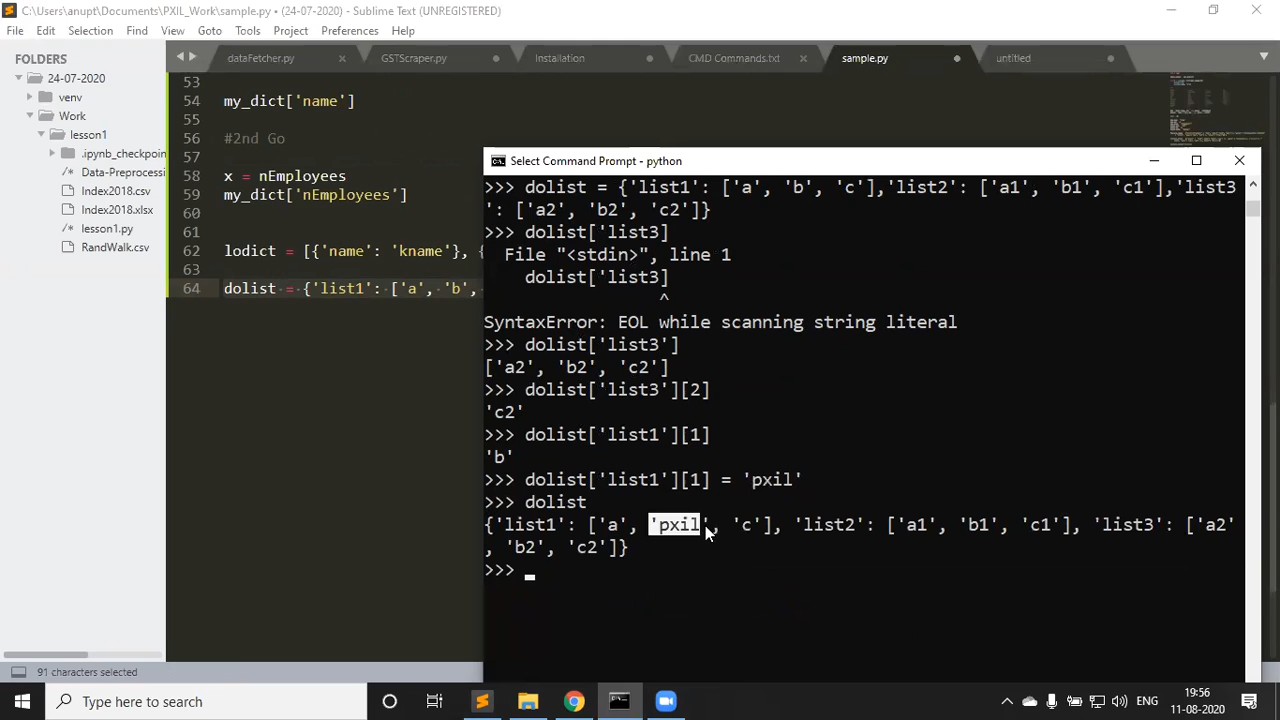 C:\Users\anupt\Documents\PXIL_Work\sample.py (24-07-2020) - Sublime Text (UNREGISTERED)
File Edit Selection Find View Goto Tools Project Preferences Help
FOLDERS
24-07-2020
venv
Work
lesson1
.ipynb_checkpoin
Data-Preprocessi
Index2018.csv
Index2018.xlsx
lesson1.py
RandWalk.csv
dataFetcher.py GSTScraper.py Installation CMD Commands.txt sample.py untitled
53
54 my_dict['name']
55
56 #2nd Go
57
58 x = nEmployees
59 my_dict['nEmployees']
60
61
62 lodict = [{'name': 'kname'}, {
63
64 dolist = {'list1': ['a', 'b',
Select Command Prompt - python
>>> dolist = {'list1': ['a', 'b', 'c'],'list2': ['a1', 'b1', 'c1'],'list3
': ['a2', 'b2', 'c2']}
>>> dolist['list3]
File "<stdin>", line 1
dolist['list3]
^
SyntaxError: EOL while scanning string literal
>>> dolist['list3']
['a2', 'b2', 'c2']
>>> dolist['list3'][2]
'c2'
>>> dolist['list1'][1]
'b'
>>> dolist['list1'][1] = 'pxil'
>>> dolist
{'list1': ['a', 'pxil', 'c'], 'list2': ['a1', 'b1', 'c1'], 'list3': ['a2'
, 'b2', 'c2']}
>>> _
91 characters selected
Type here to search
ENG
19:56
11-08-2020